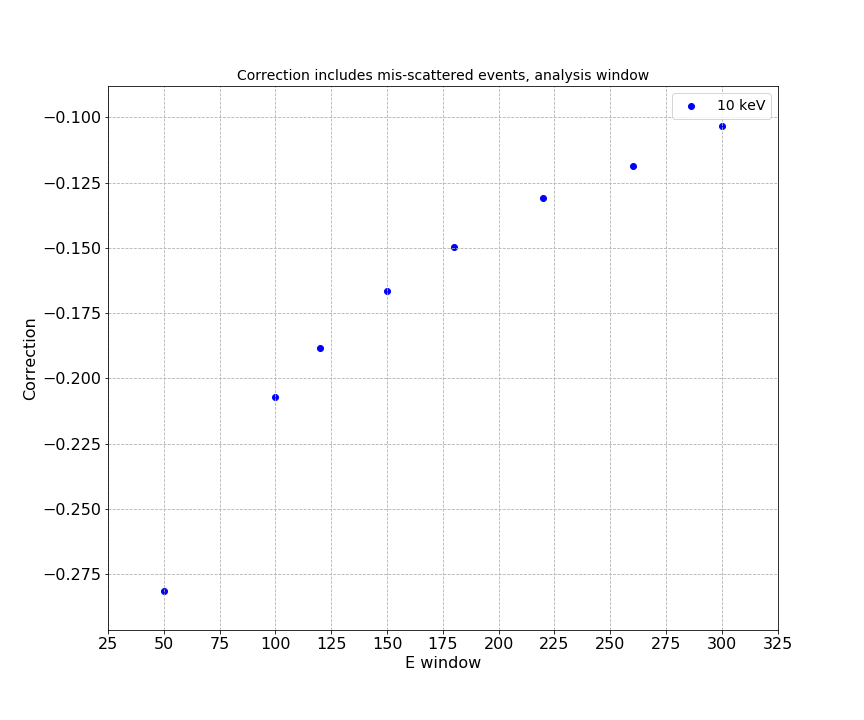 Correction includes mis-scattered events, analysis window
10 keV
−0.100
−0.125
−0.150
−0.175
−0.200
−0.225
−0.250
−0.275
Correction
25 50 75 100 125 150 175 200 225 250 275 300 325
E window